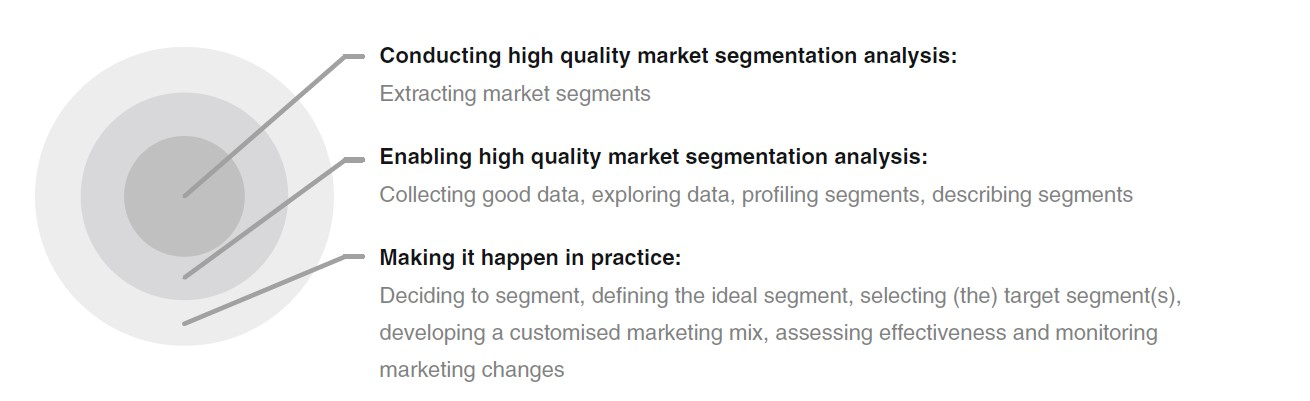 Conducting high quality market segmentation analysis:
Extracting market segments
Enabling high quality market segmentation analysis:
Collecting good data, exploring data, profiling segments, describing segments
Making it happen in practice:
Deciding to segment, defining the ideal segment, selecting (the) target segment(s),
developing a customised marketing mix, assessing effectiveness and monitoring
marketing changes